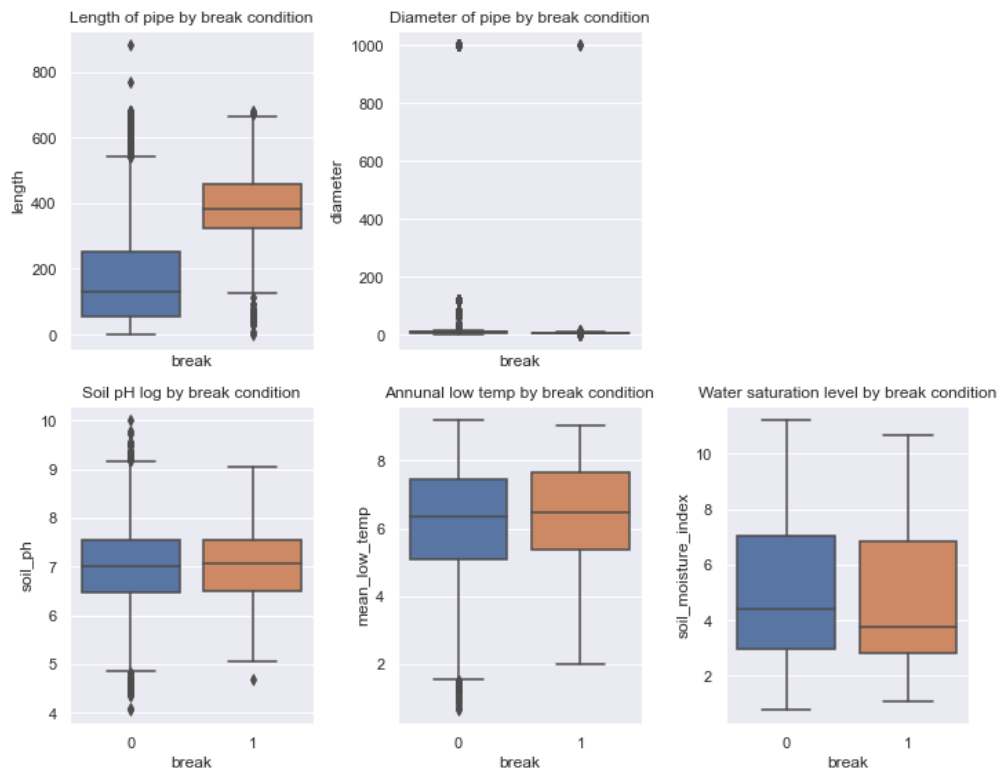 Length of pipe by break condition
Diameter of pipe by break condition
length
800
600
400
200
0
break
diameter
1000
800
600
400
200
0
break
Soil pH log by break condition
Annunal low temp by break condition
Water saturation level by break condition
soil_ph
10
9
8
7
6
5
4
0 1
break
mean_low_temp
8
6
4
2
0 1
break
soil_moisture_index
10
8
6
4
2
0 1
break